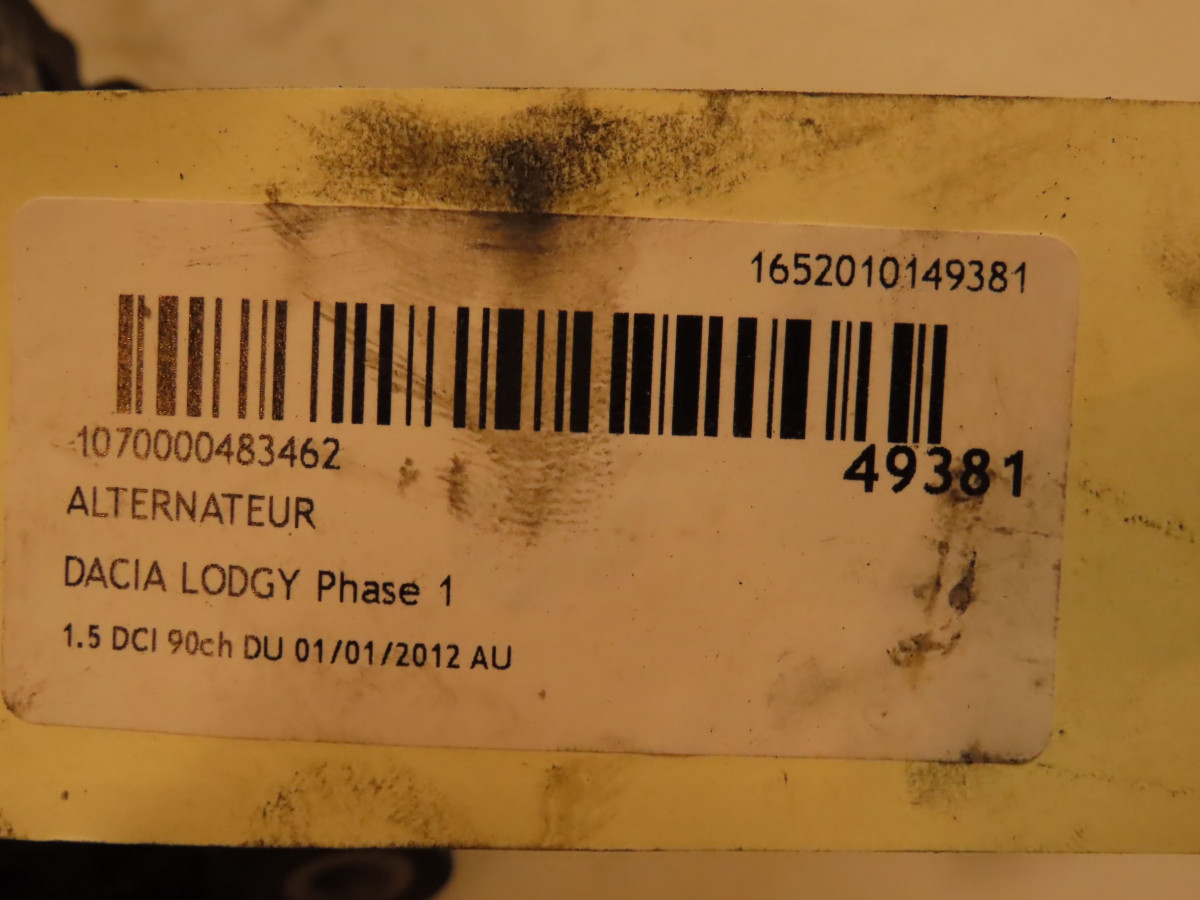 1652010149381
1070000483462
49381
ALTERNATEUR
DACIA LODGY Phase 1
1.5 DCI 90ch DU 01/01/2012 AU